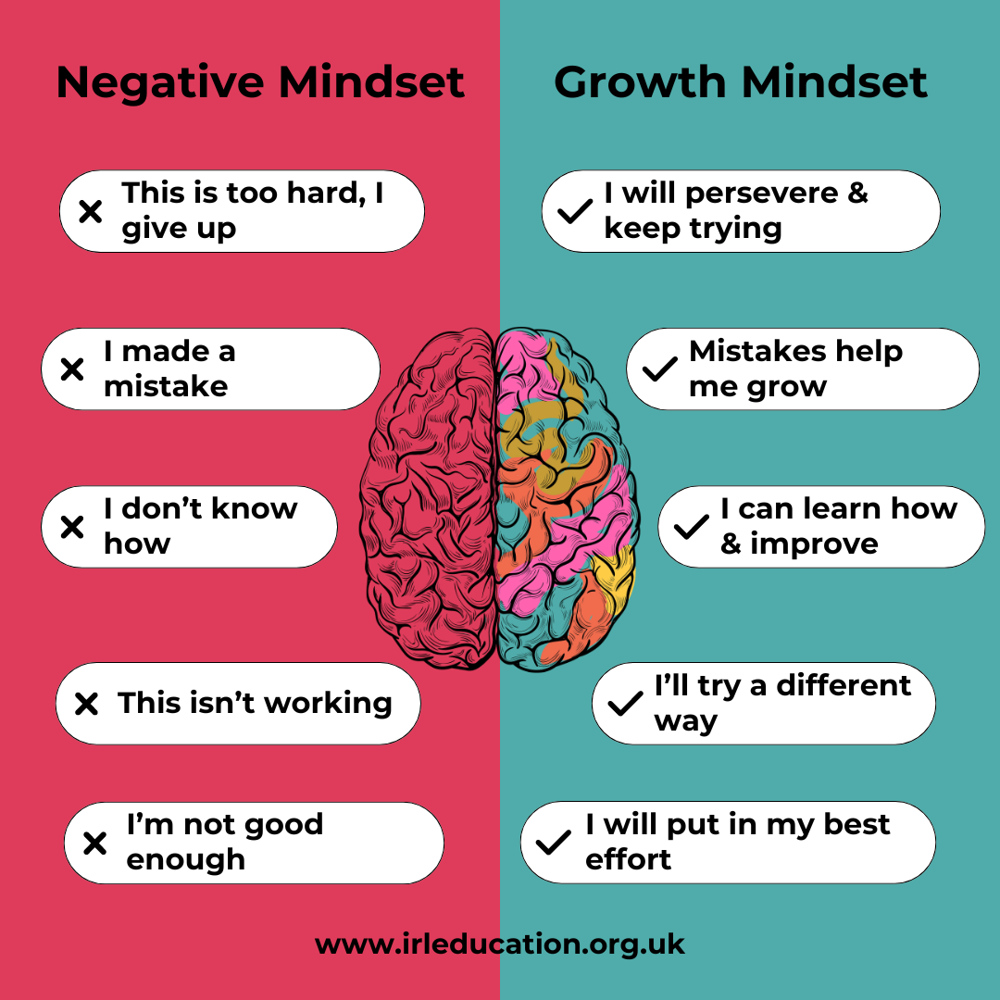 Negative Mindset
Growth Mindset
This is too hard, I
give up
I will persevere &
keep trying
I made a
mistake
Mistakes help
me grow
I don’t know
how
I can learn how
& improve
This isn’t working
I’ll try a different
way
I’m not good
enough
I will put in my best
effort
www.irleducation.org.uk